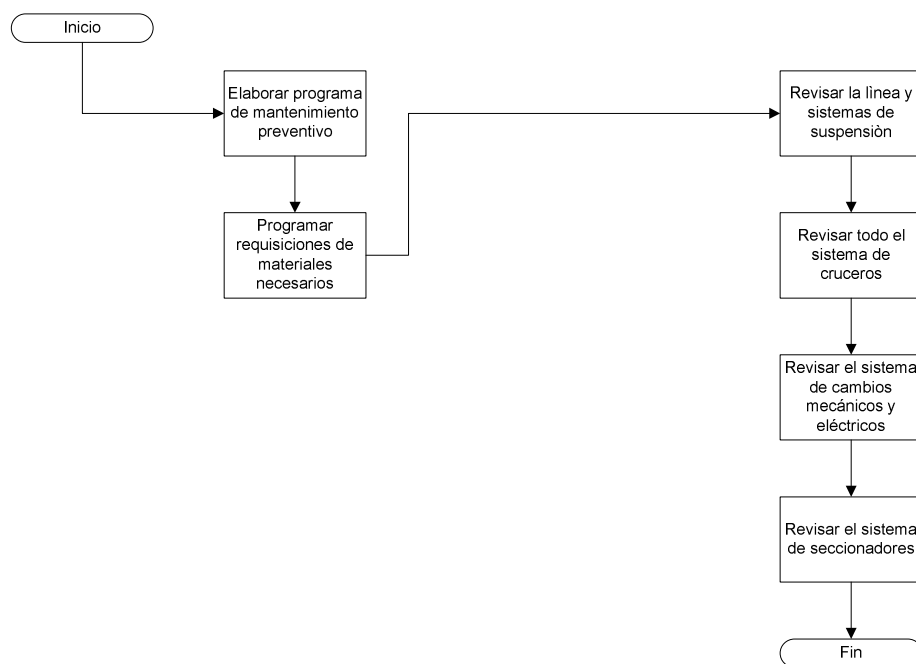 Inicio
Elaborar programa
de mantenimiento
preventivo
Programar
requisiciones de
materiales
necesarios
Revisar la lìnea y
sistemas de
suspensiòn
Revisar todo el
sistema de
cruceros
Revisar el sistema
de cambios
mecánicos y
eléctricos
Revisar el sistema
de seccionadores
Fin